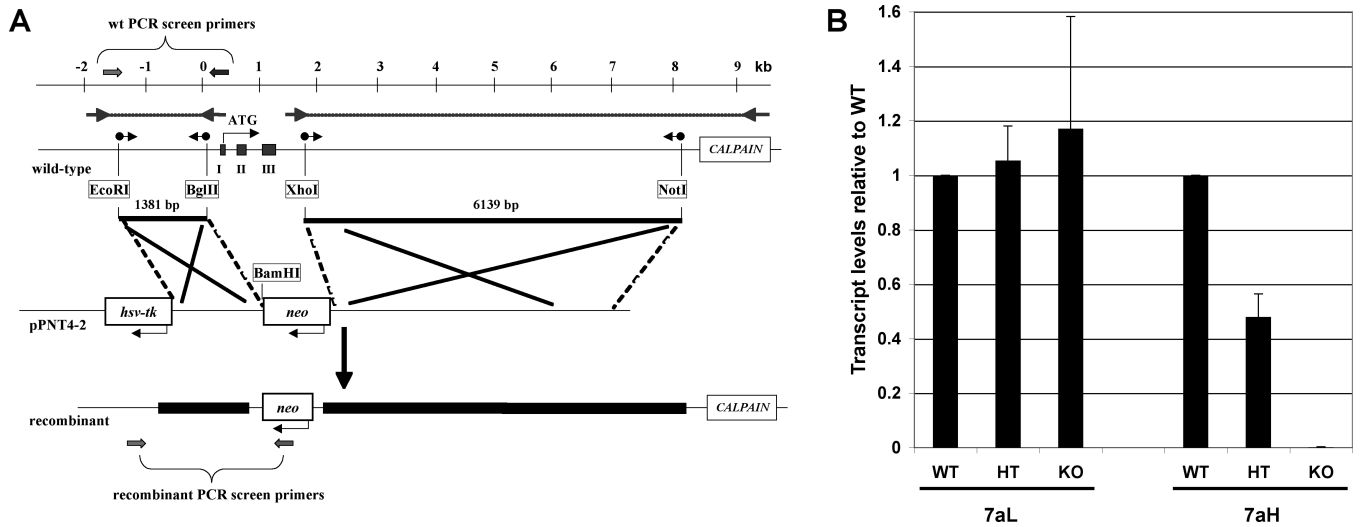 A
wt PCR screen primers
-2 -1 0 1 2 3 4 5 6 7 8 9 kb
ATG
wild-type
I II III
CALPAIN
EcoRI BglII XhoI NotI
1381 bp 6139 bp
BamHI
hsv-tk neo
pPNT4-2
neo CALPAIN
recombinant
recombinant PCR screen primers
B
Transcript levels relative to WT
1.6
1.4
1.2
1
0.8
0.6
0.4
0.2
0
WT HT KO WT HT KO
7aL 7aH